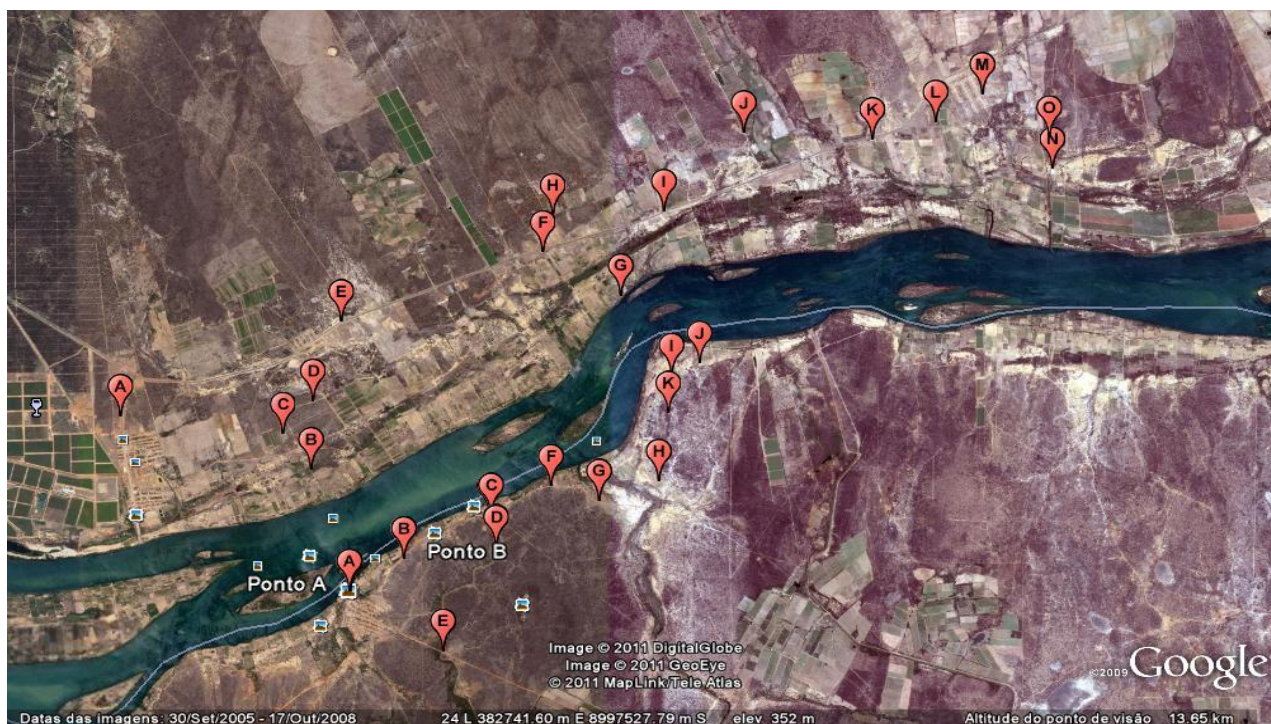 M
J
L
K
O
N
H
I
F
G
E
J
I
D
A
K
C
B
F
H
G
C
D
B
Ponto B
A
Ponto A
E
Image © 2011 DigitalGlobe
Image © 2011 GeoEye
© 2011 MapLink/Tele Atlas
©2009 Google
Datas das imagens: 30/Set/2005 - 17/Out/2008 24 L 382741.60 m E 8997527.79 m S elev 352 m Altitude do ponto de visão 13.65 km